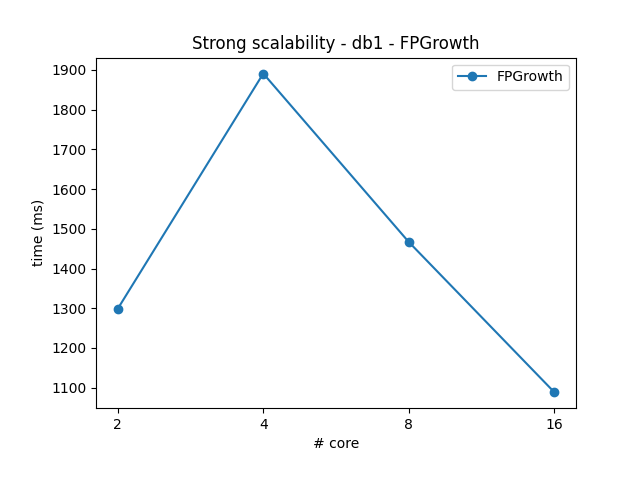 Strong scalability - db1 - FPGrowth
FPGrowth
1900
1800
1700
1600
1500
1400
1300
1200
1100
time (ms)
2 4 8 16
# core